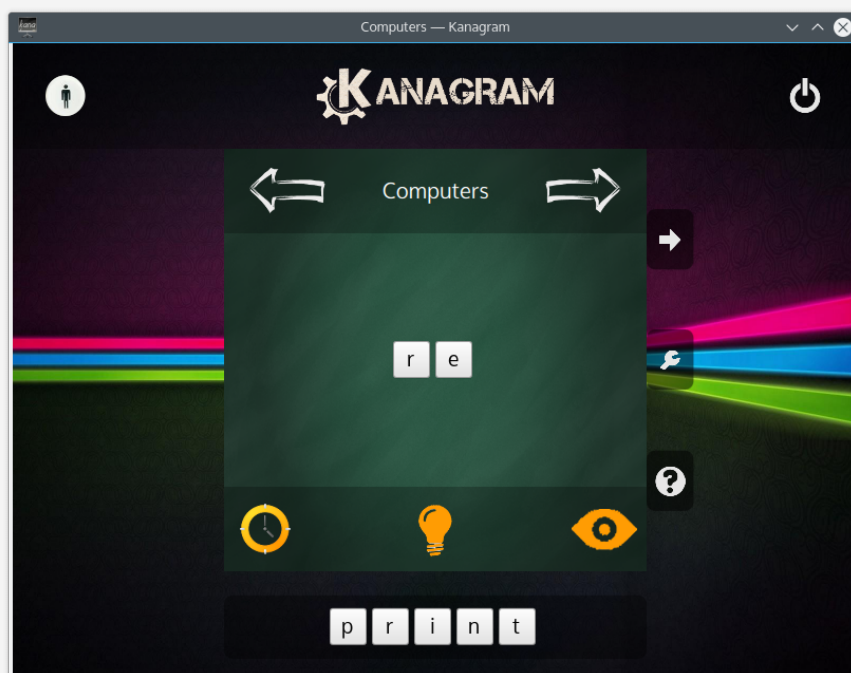 Computers — Kanagram
KANAGRAM
Computers
r e
?
p r i n t